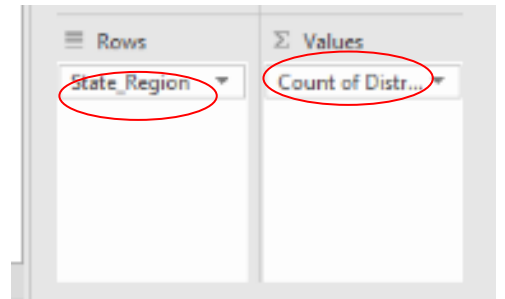 Rows
Σ Values
State_Region
Count of Distr...